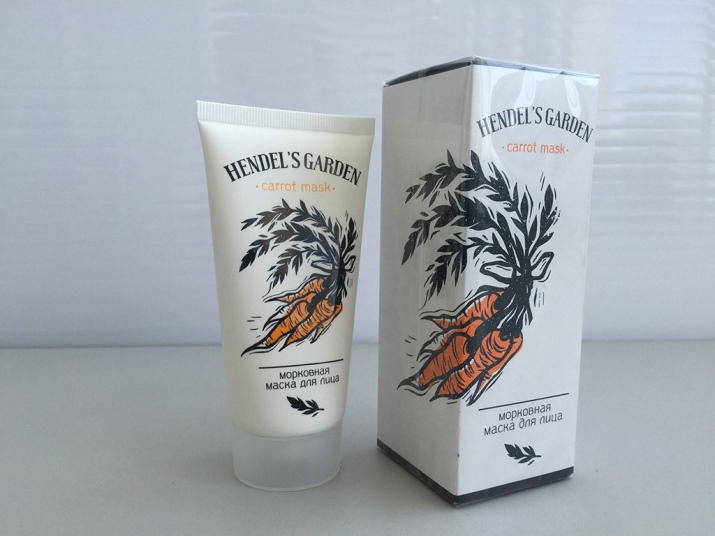 HENDEL'S GARDEN
· carrot mask ·
морковная
маска для лица
HENDEL'S GARDEN
· carrot mask ·
морковная
маска для лица